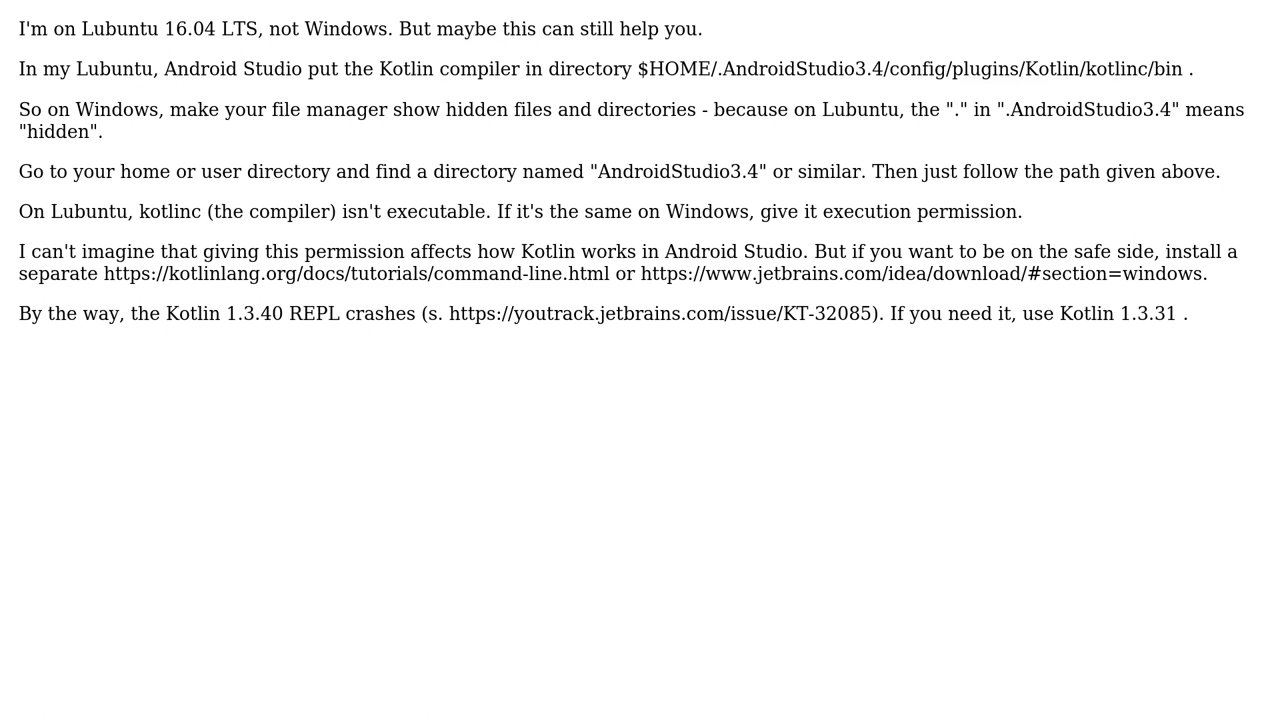 I'm on Lubuntu 16.04 LTS, not Windows. But maybe this can still help you.
In my Lubuntu, Android Studio put the Kotlin compiler in directory $HOME/.AndroidStudio3.4/config/plugins/Kotlin/kotlinc/bin .
So on Windows, make your file manager show hidden files and directories - because on Lubuntu, the "." in ".AndroidStudio3.4" means
"hidden".
Go to your home or user directory and find a directory named "AndroidStudio3.4" or similar. Then just follow the path given above.
On Lubuntu, kotlinc (the compiler) isn't executable. If it's the same on Windows, give it execution permission.
I can't imagine that giving this permission affects how Kotlin works in Android Studio. But if you want to be on the safe side, install a
separate https://kotlinlang.org/docs/tutorials/command-line.html or https://www.jetbrains.com/idea/download/#section=windows.
By the way, the Kotlin 1.3.40 REPL crashes (s. https://youtrack.jetbrains.com/issue/KT-32085). If you need it, use Kotlin 1.3.31 .